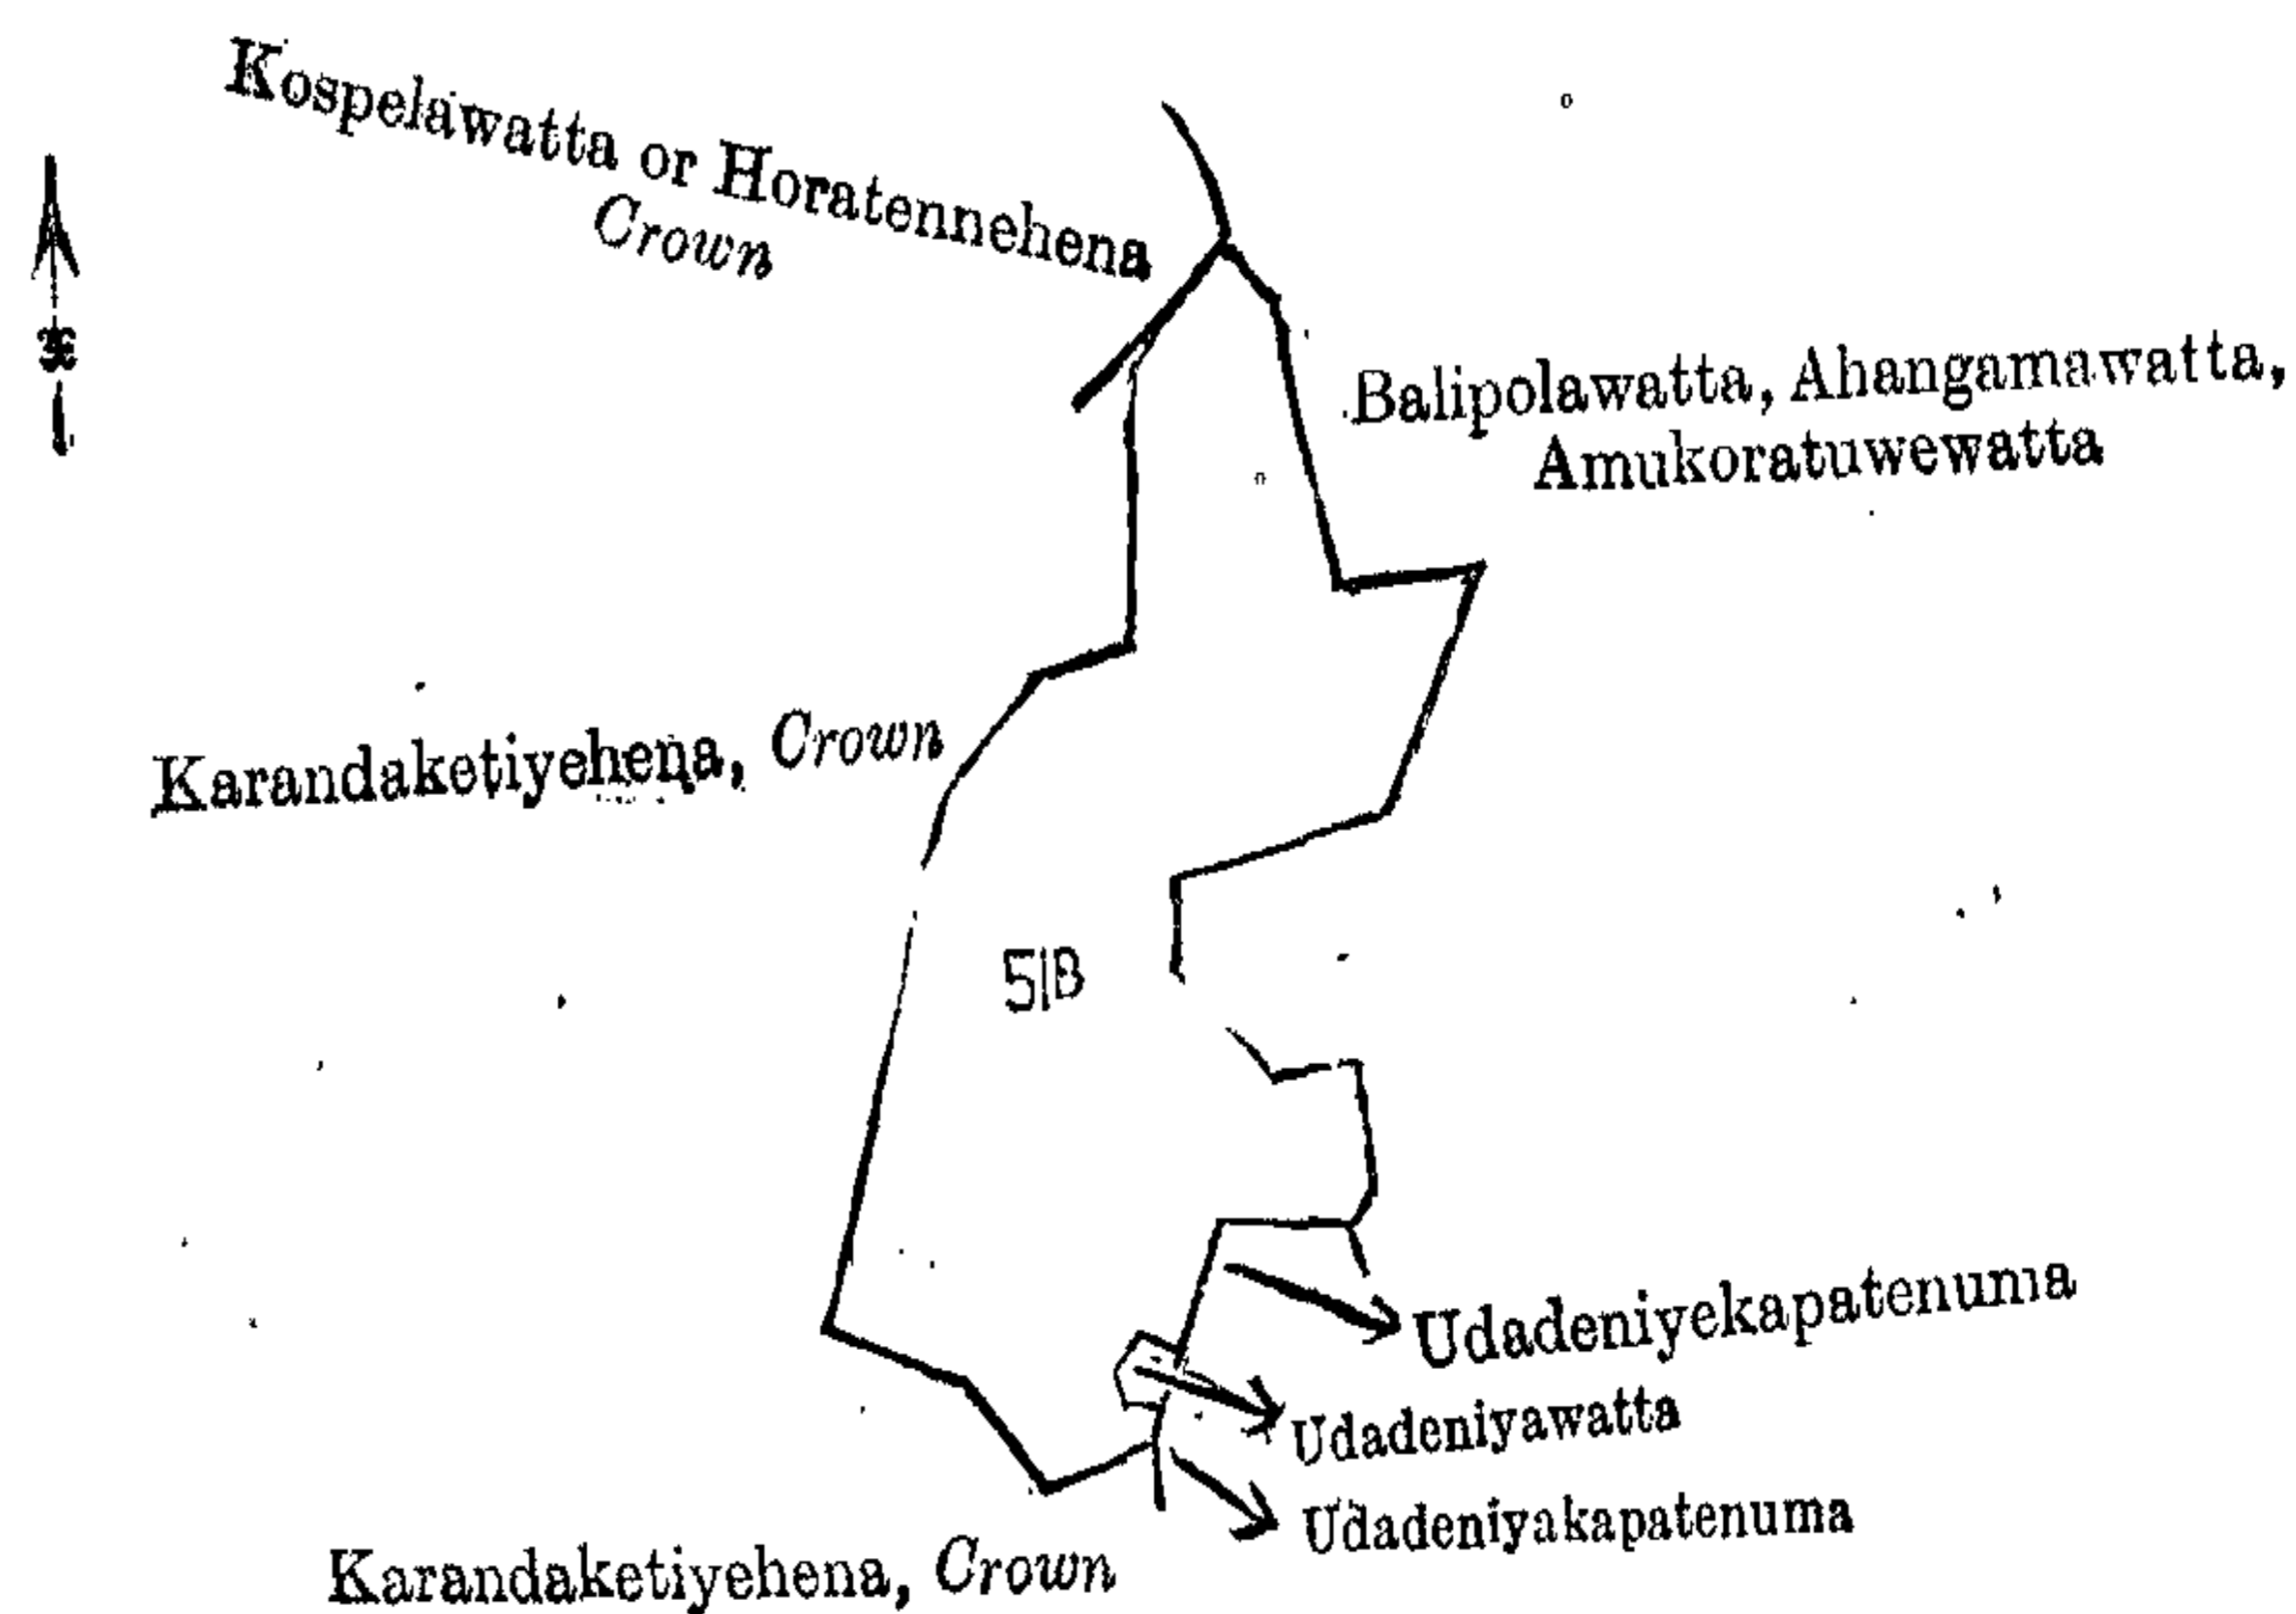 Kospelawatta or Horatennehena
Crown
Balipolawatta, Ahangamawatta,
Amukoratuwewatta
Karandaketiyehena, Crown
51B
Udadeniyekapatenuma
Udadeniyawatta
Udadeniyakapatenuma
Karandaketiyehena, Crown